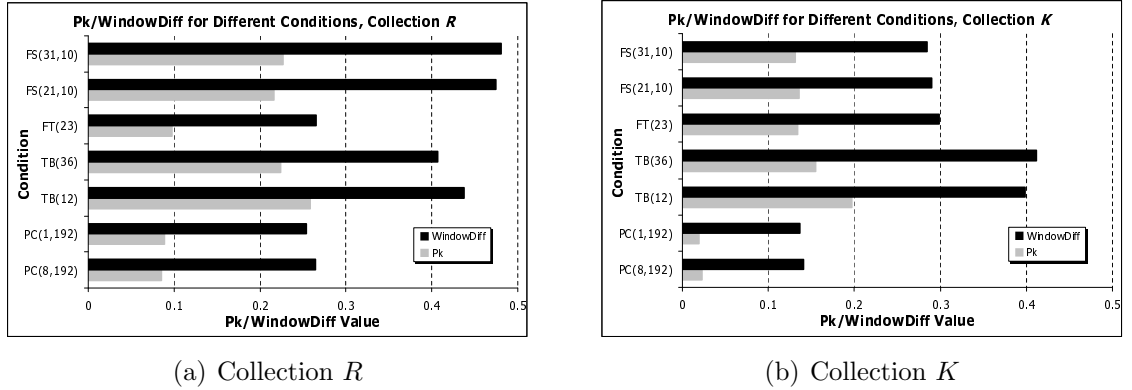 Pk/WindowDiff for Different Conditions, Collection R
Condition
FS(31,10)
FS(21,10)
FT(23)
TB(36)
TB(12)
PC(1,192)
PC(8,192)
WindowDiff
Pk
0 0.1 0.2 0.3 0.4 0.5
Pk/WindowDiff Value
(a) Collection R
Pk/WindowDiff for Different Conditions, Collection K
Condition
FS(31,10)
FS(21,10)
FT(23)
TB(36)
TB(12)
PC(1,192)
PC(8,192)
WindowDiff
Pk
0 0.1 0.2 0.3 0.4 0.5
Pk/WindowDiff Value
(b) Collection K